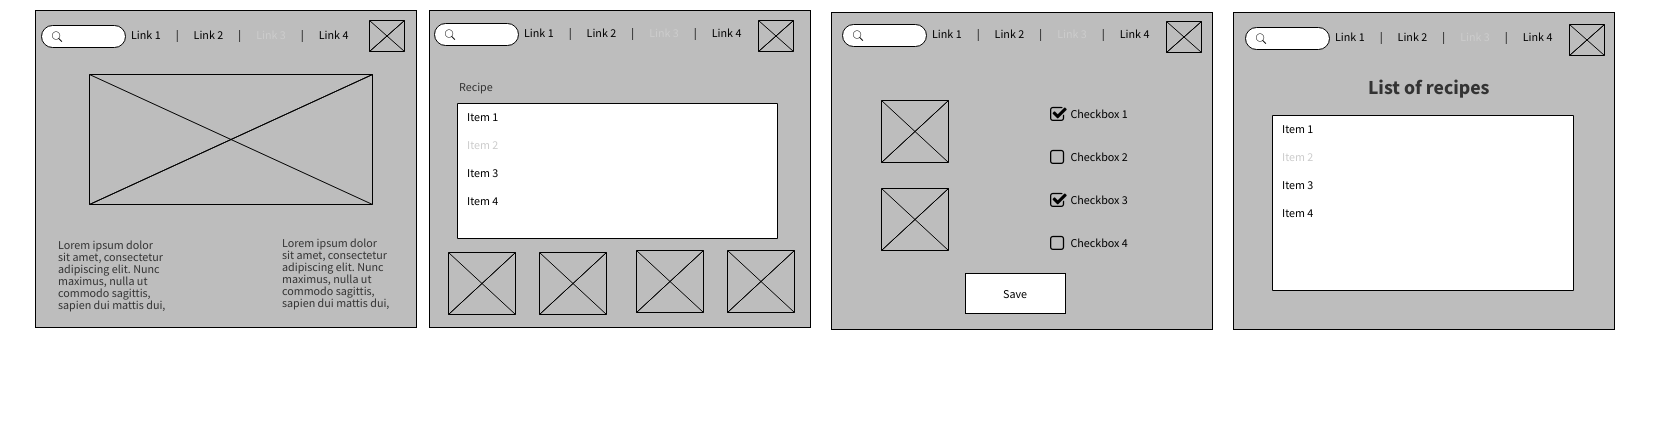 Link 1 | Link 2 | Link 3 | Link 4
Lorem ipsum dolor
sit amet, consectetur
adipiscing elit. Nunc
maximus, nulla ut
commodo sagittis,
sapien dui mattis dui,
Lorem ipsum dolor
sit amet, consectetur
adipiscing elit. Nunc
maximus, nulla ut
commodo sagittis,
sapien dui mattis dui,
Link 1 | Link 2 | Link 3 | Link 4
Recipe
Item 1
Item 2
Item 3
Item 4
Link 1 | Link 2 | Link 3 | Link 4
Checkbox 1
Checkbox 2
Checkbox 3
Checkbox 4
Save
Link 1 | Link 2 | Link 3 | Link 4
List of recipes
Item 1
Item 2
Item 3
Item 4